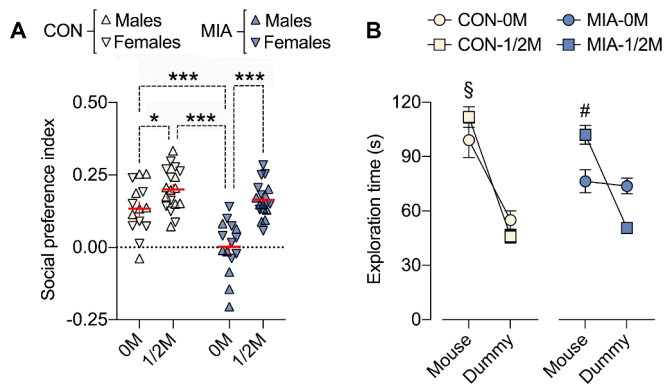 A
CON
Males
Females
MIA
Males
Females
***
***
*
***
Social preference index
0.50
0.25
0.00
-0.25
0M
1/2M
0M
1/2M
B
CON-0M
MIA-0M
CON-1/2M
MIA-1/2M
§
#
Exploration time (s)
120
90
60
30
0
Mouse
Dummy
Mouse
Dummy